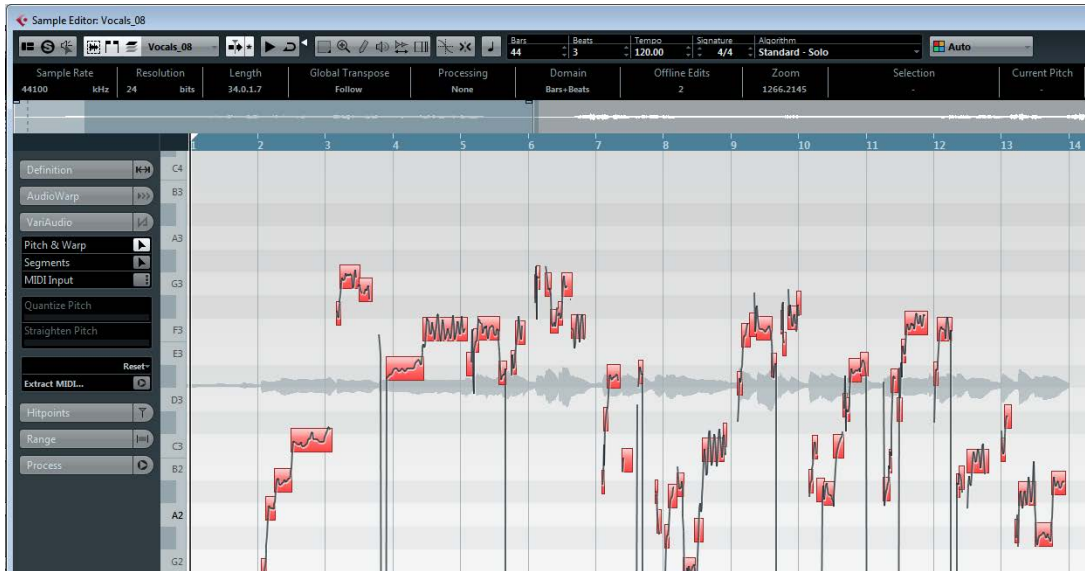 Sample Editor: Vocals_08
Vocals_08
Bars Beats Tempo Signature Algorithm
44 3 120.00 4/4 Standard - Solo
Auto
Sample Rate Resolution Length Global Transpose Processing Domain Offline Edits Zoom Selection Current Pitch
44100 kHz 24 bits 34.0.1.7 Follow None Bars+Beats 2 1266.2145 - -
1 2 3 4 5 6 7 8 9 10 11 12 13 14
Definition
C4
AudioWarp
B3
VariAudio
A3
Pitch & Warp
Segments
MIDI Input
G3
Quantize Pitch
Straighten Pitch
F3
E3
Reset
Extract MIDI...
D3
Hitpoints
Range
C3
Process
B2
A2
G2